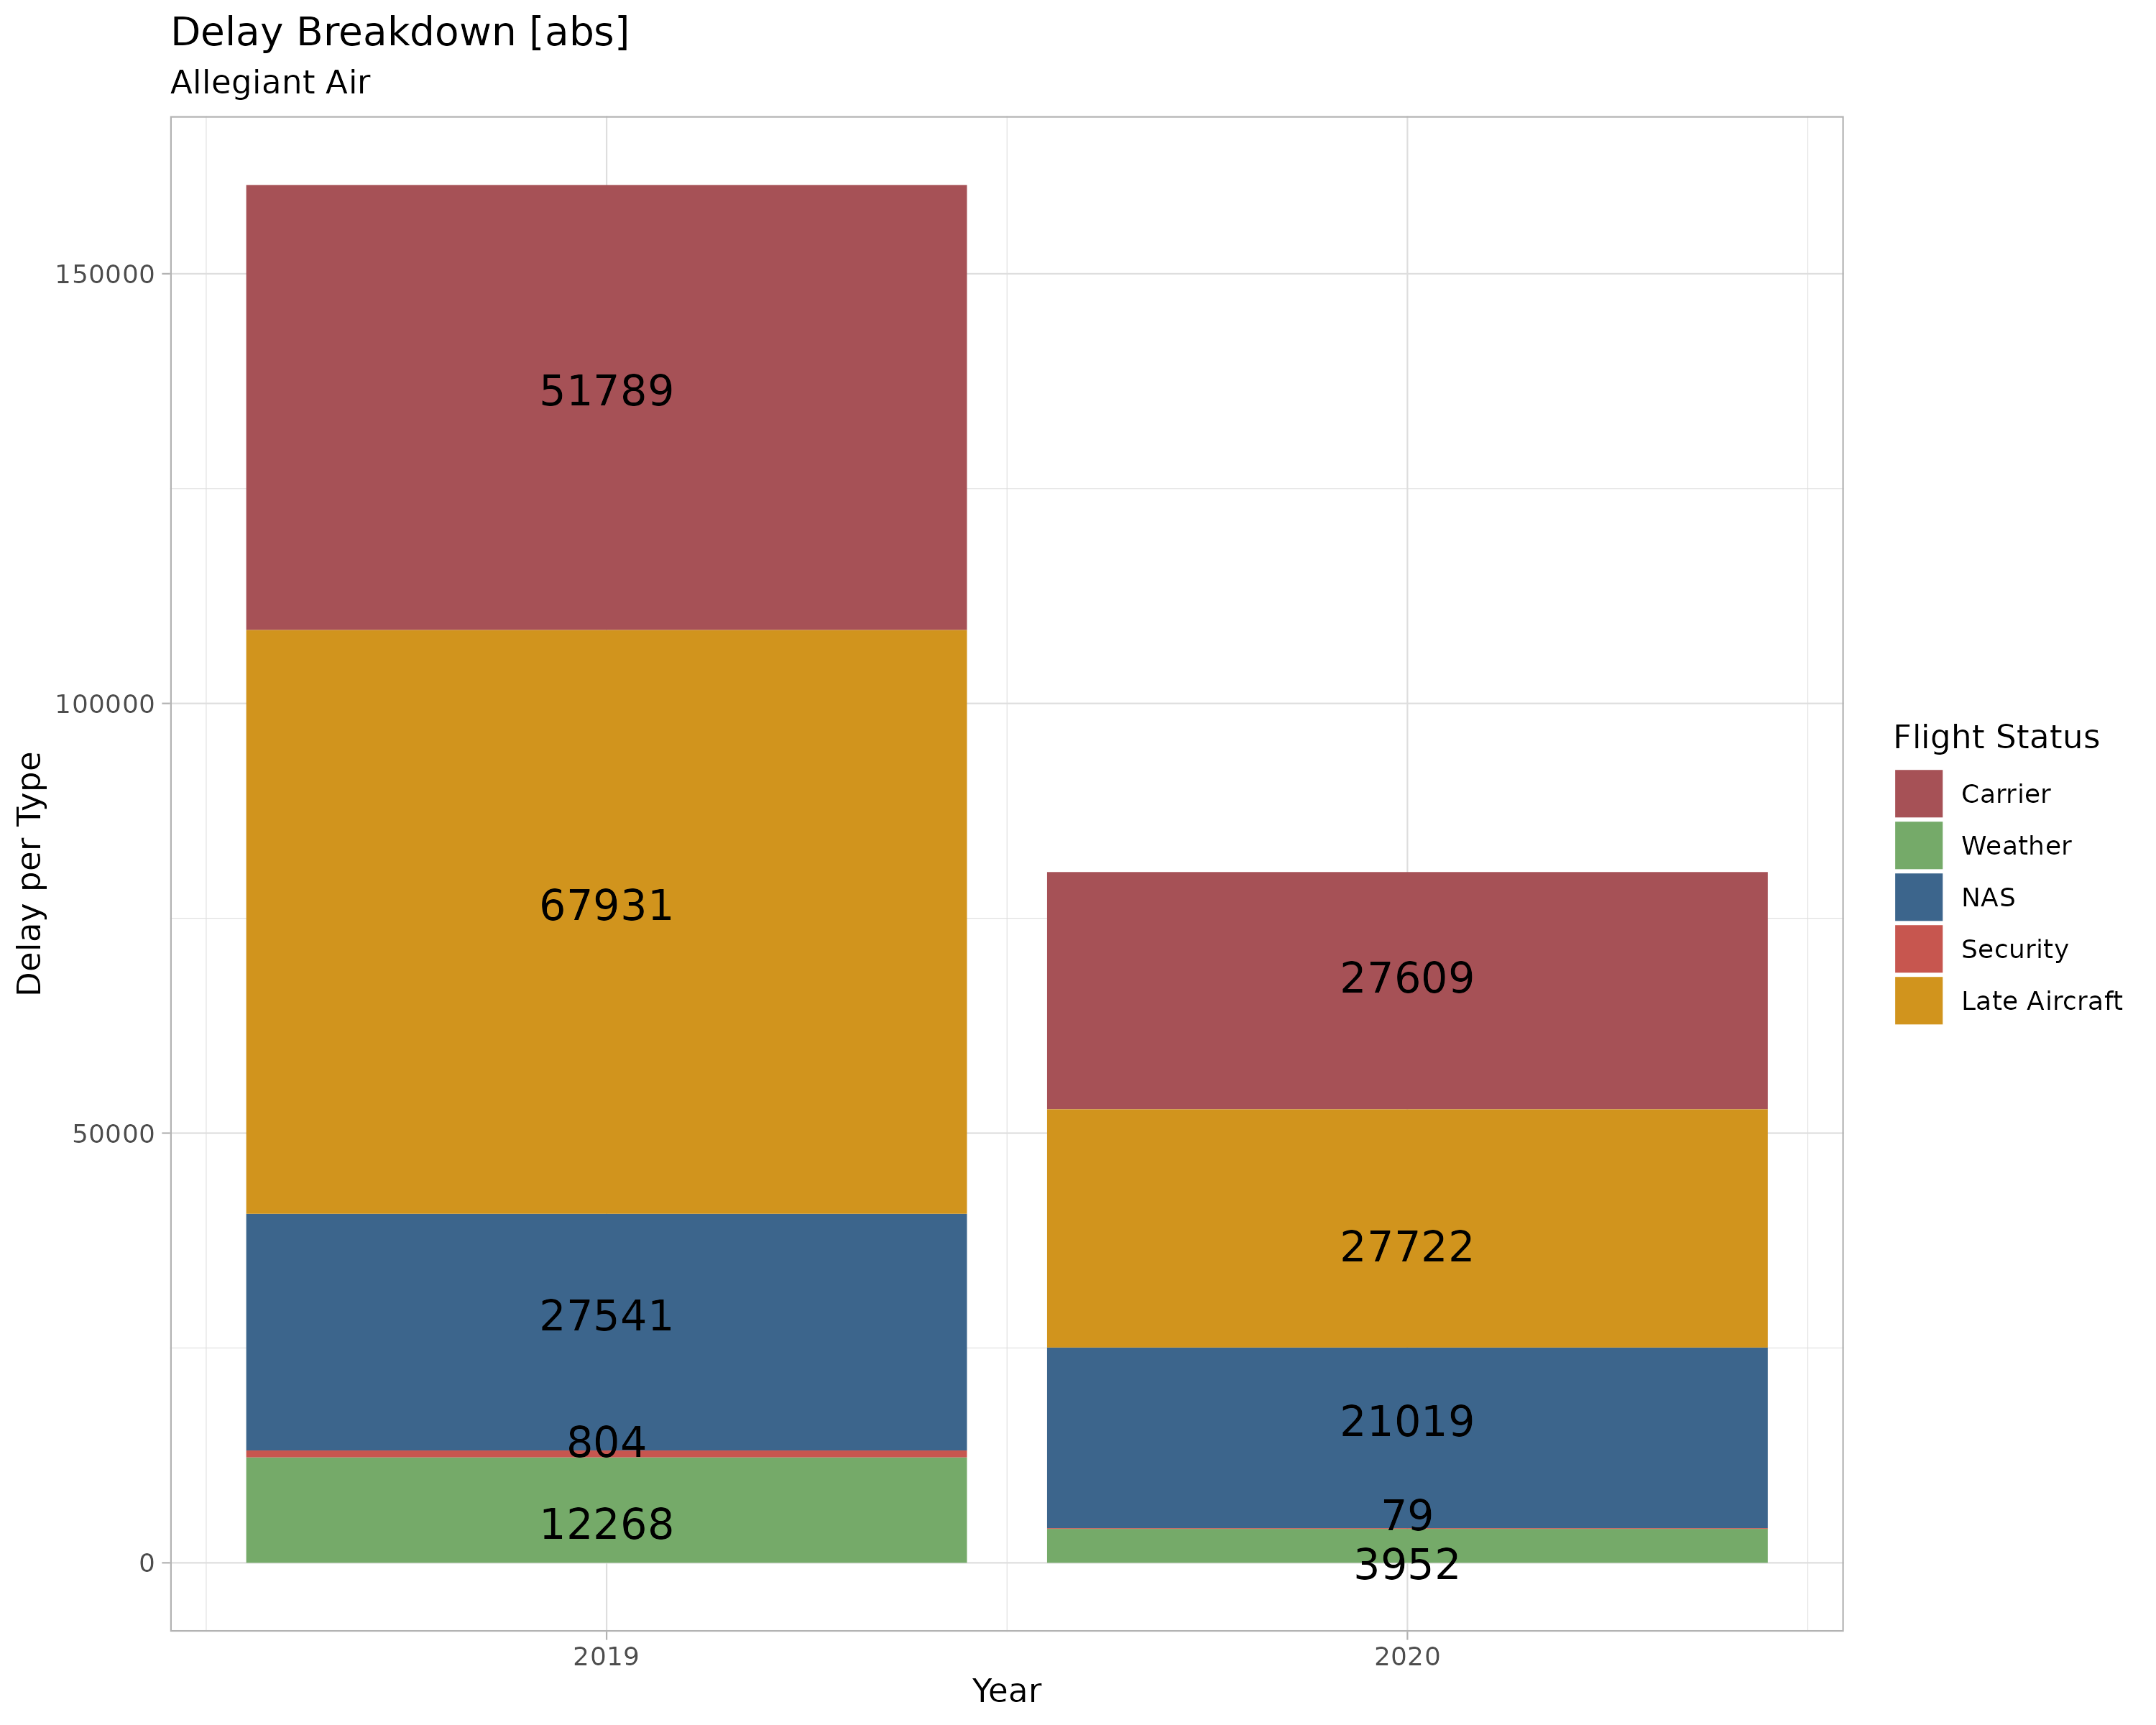 Delay Breakdown [abs]
Allegiant Air
Delay per Type
150000
100000
50000
0
51789
67931
27541
804
12268
27609
27722
21019
79
3952
2019
2020
Year
Flight Status
Carrier
Weather
NAS
Security
Late Aircraft